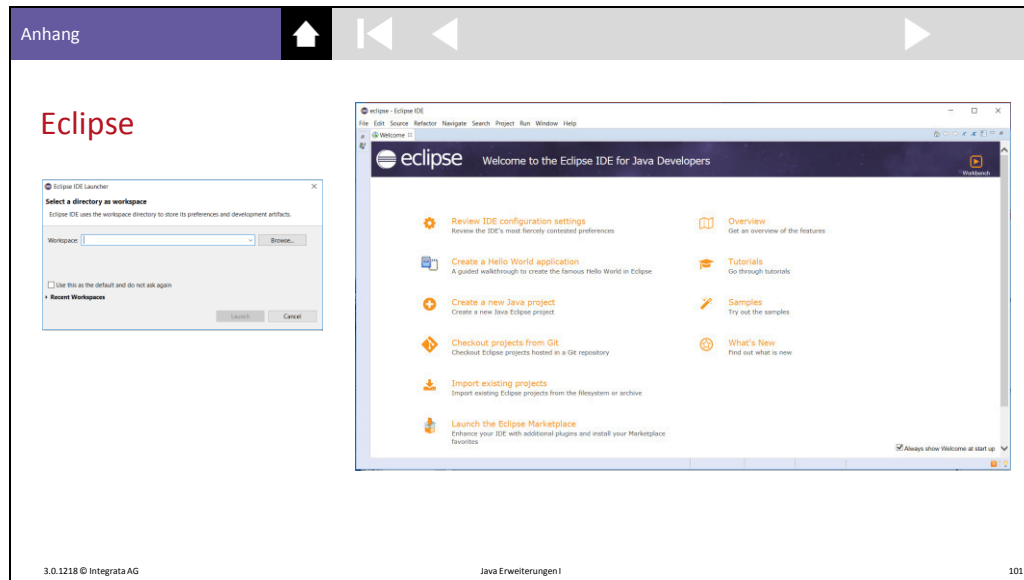 Anhang
Eclipse
Eclipse IDE Launcher
Select a directory as workspace
Eclipse IDE uses the workspace directory to store its preferences and development artifacts.
Workspace:
Browse...
Use this as the default and do not ask again
Recent Workspaces
Launch
Cancel
eclipse - Eclipse IDE
File Edit Source Refactor Navigate Search Project Run Window Help
Welcome
eclipse
Welcome to the Eclipse IDE for Java Developers
Workbench
Review IDE configuration settings
Review the IDE's most fiercely contested preferences
Create a Hello World application
A guided walkthrough to create the famous Hello World in Eclipse
Create a new Java project
Create a new Java Eclipse project
Checkout projects from Git
Checkout Eclipse projects hosted in a Git repository
Import existing projects
Import existing Eclipse projects from the filesystem or archive
Launch the Eclipse Marketplace
Enhance your IDE with additional plugins and install your Marketplace
favorites
Overview
Get an overview of the features
Tutorials
Go through tutorials
Samples
Try out the samples
What's New
Find out what is new
Always show Welcome at start up
3.0.1218 © Integrata AG
Java Erweiterungen I
101